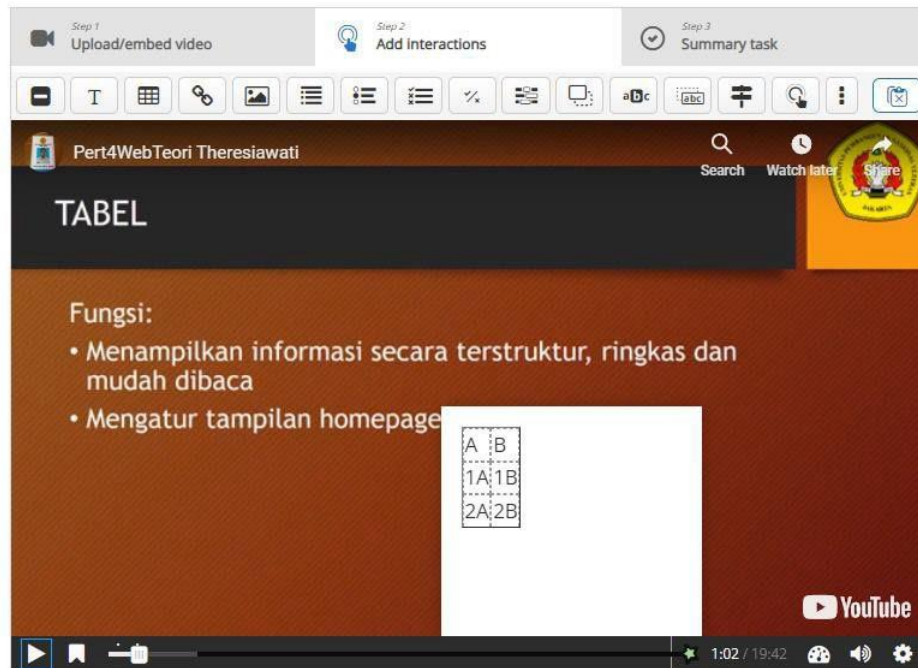 Step 1
Upload/embed video
Step 2
Add interactions
Step 3
Summary task
T
abc
abc
Pert4WebTeori Theresiawati
Search
Watch later
Share
TABEL
JAKARTA
Fungsi:
• Menampilkan informasi secara terstruktur, ringkas dan
mudah dibaca
• Mengatur tampilan homepage
A B
1A 1B
2A 2B
YouTube
1:02 / 19:42